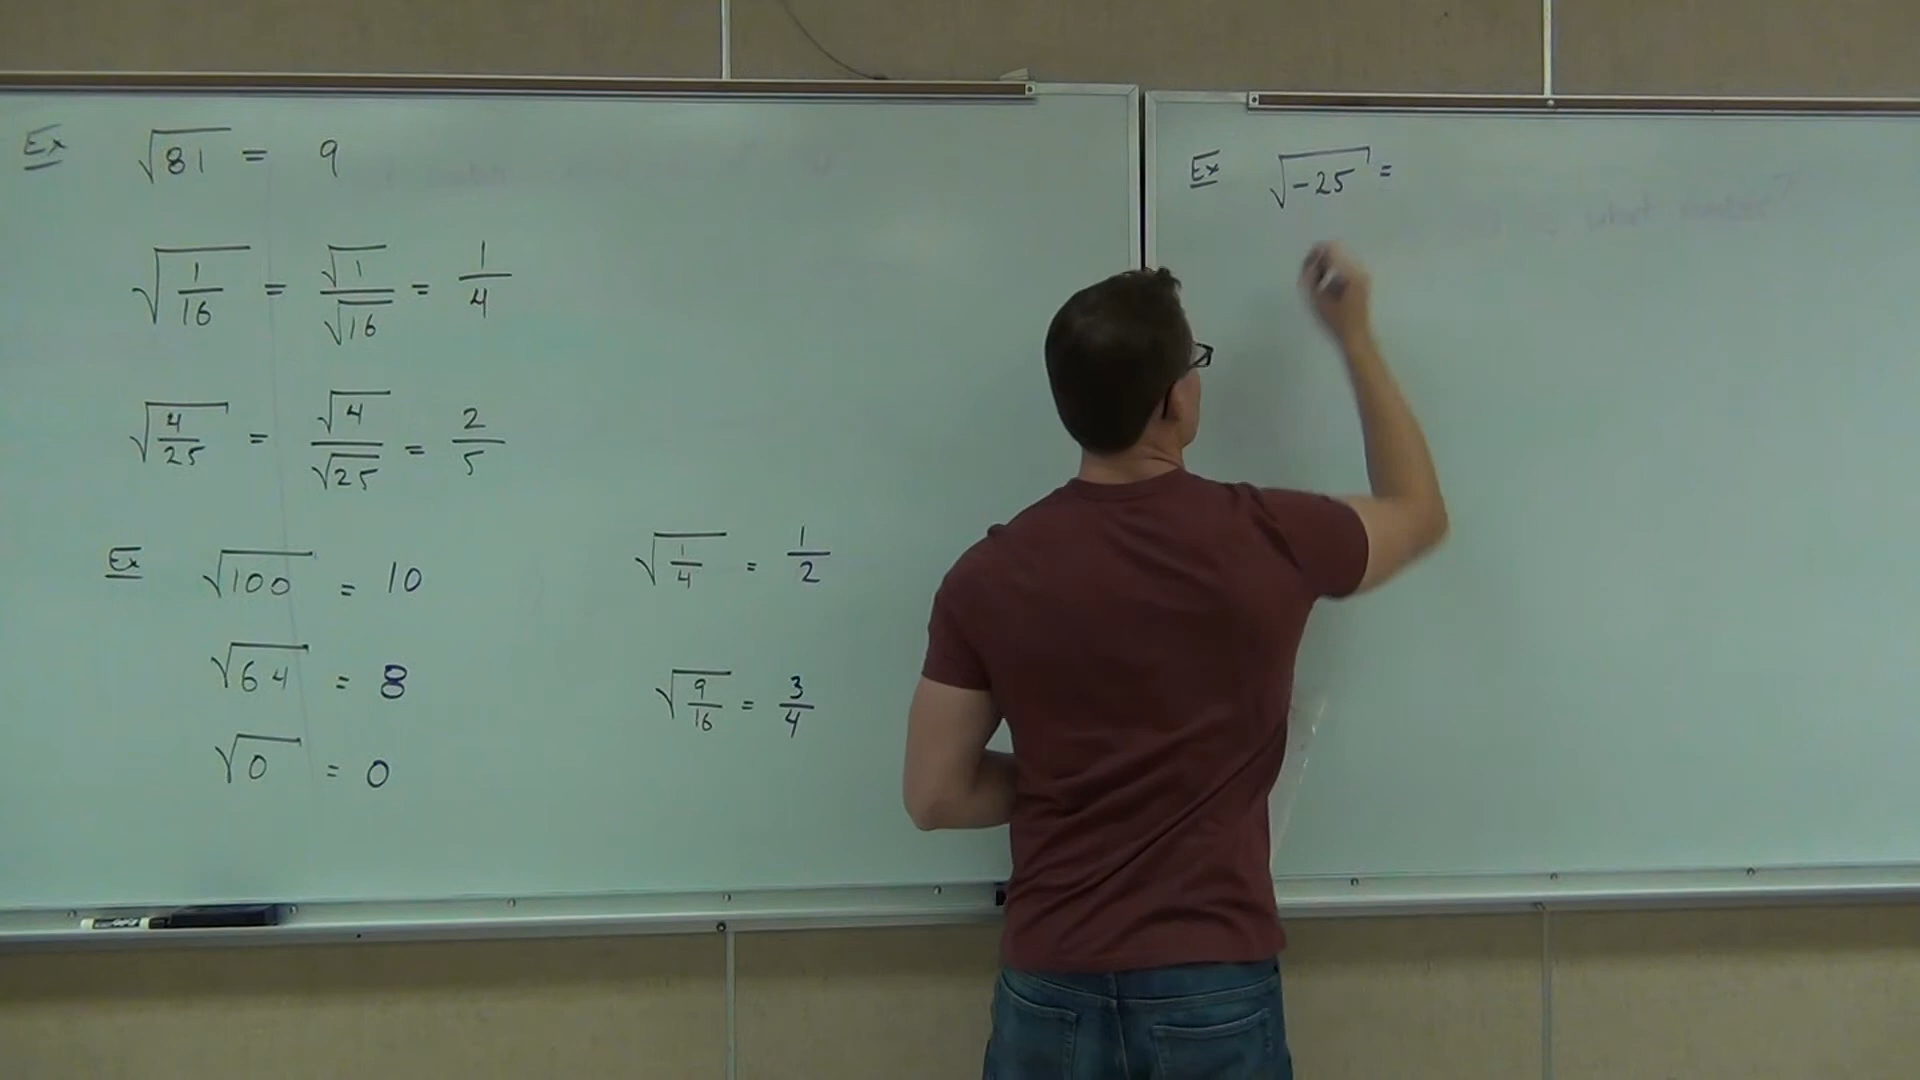 Ex √81 = 9
√(1/16) = √1/√16 = 1/4
√(4/25) = √4/√25 = 2/5
Ex √100 = 10
√64 = 8
√0 = 0
√(1/4) = 1/2
√(9/16) = 3/4
Ex √-25 =